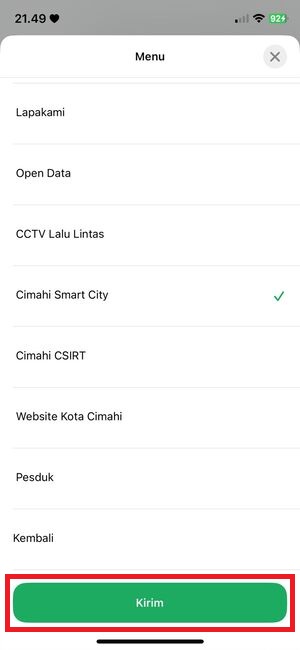 21.49
92
Menu
Lapakami
Open Data
CCTV Lalu Lintas
Cimahi Smart City
Cimahi CSIRT
Website Kota Cimahi
Pesduk
Kembali
Kirim